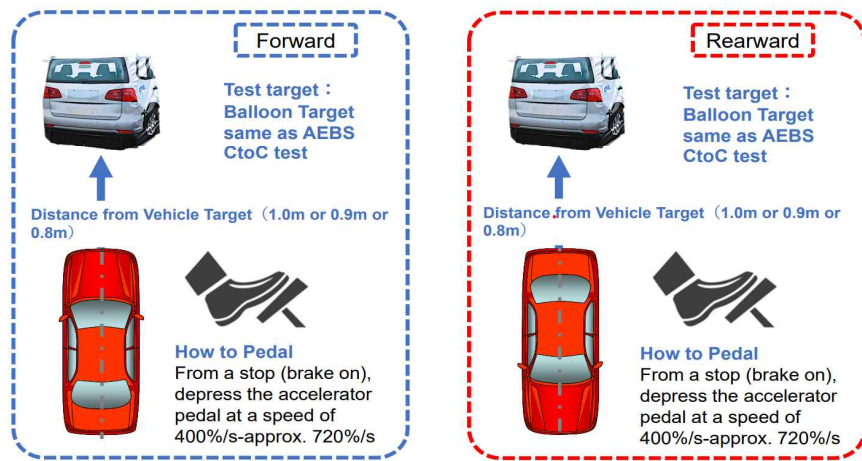 Forward
Test target：
Balloon Target
same as AEBS
CtoC test
Distance from Vehicle Target（1.0m or 0.9m or
0.8m）
How to Pedal
From a stop (brake on),
depress the accelerator
pedal at a speed of
400%/s-approx. 720%/s
Rearward
Test target：
Balloon Target
same as AEBS
CtoC test
Distance from Vehicle Target（1.0m or 0.9m or
0.8m）
How to Pedal
From a stop (brake on),
depress the accelerator
pedal at a speed of
400%/s-approx. 720%/s